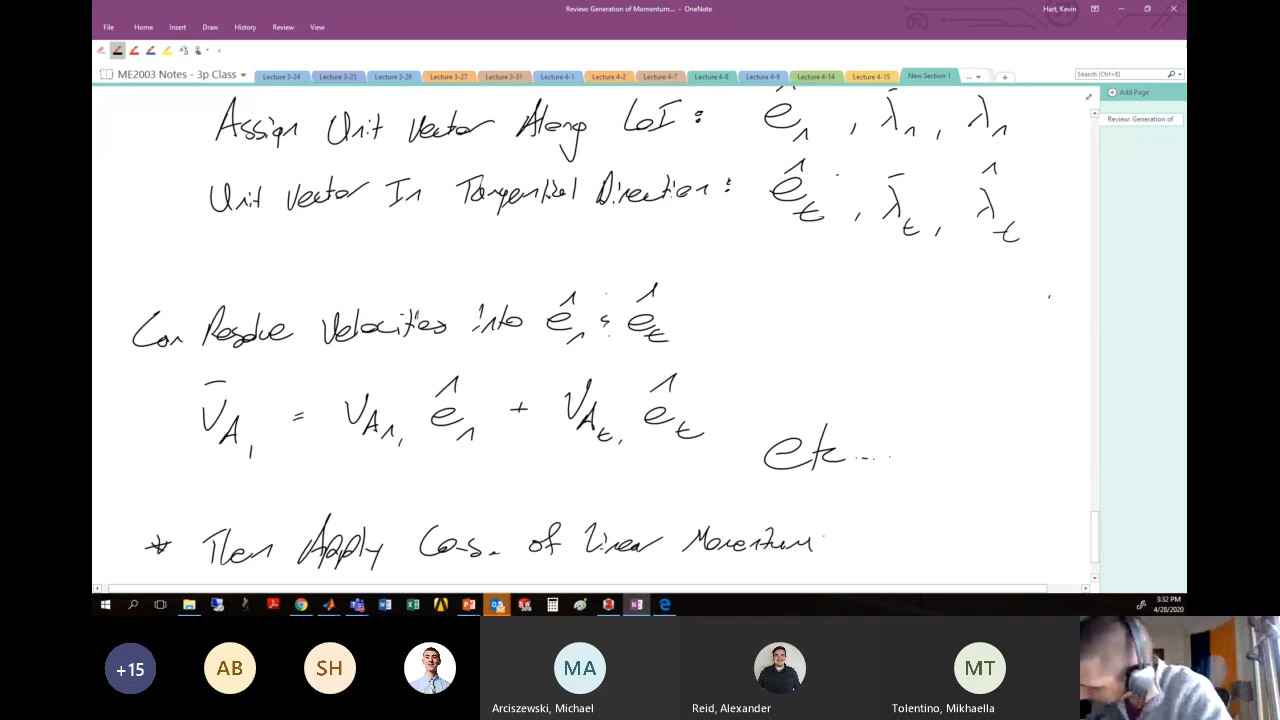 Review: Generation of Momentum... – OneNote
Hart, Kevin
File Home Insert Draw History Review View
ME2003 Notes - 3p Class
Lecture 3-24 Lecture 3-25 Lecture 3-26 Lecture 3-27 Lecture 3-31 Lecture 4-1 Lecture 4-2 Lecture 4-7 Lecture 4-8 Lecture 4-9 Lecture 4-14 Lecture 4-15 New Section 1
Search (Ctrl+E)
Add Page
Review: Generation of
Assign Unit Vector Along LoI : ê_n , λ̄_n , λ_n
Unit Vector In Tangential Direction : ê_t , λ̄_t , λ̂_t
Can Resolve Velocities into ê_n & ê_t
V̄_A₁ = V_An₁ ê_n + V_At₁ ê_t
etc....
* Then Apply Cons. of Linear Momentum
3:32 PM
4/28/2020
+15
AB
SH
MA
MT
Arciszewski, Michael
Reid, Alexander
Tolentino, Mikhaella